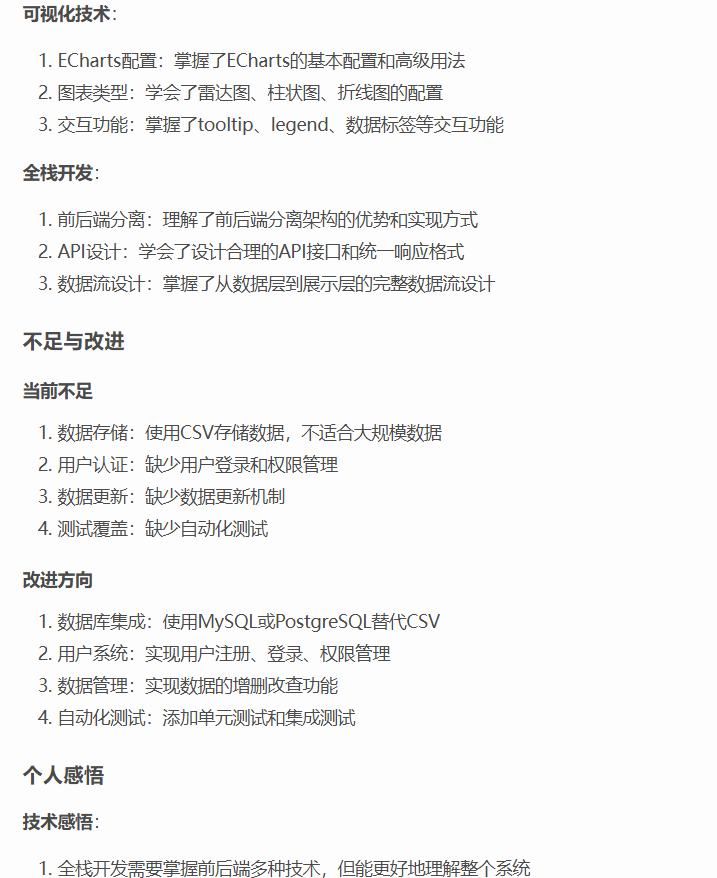 可视化技术：
1. ECharts配置：掌握了ECharts的基本配置和高级用法
2. 图表类型：学会了雷达图、柱状图、折线图的配置
3. 交互功能：掌握了tooltip、legend、数据标签等交互功能
全栈开发：
1. 前后端分离：理解了前后端分离架构的优势和实现方式
2. API设计：学会了设计合理的API接口和统一响应格式
3. 数据流设计：掌握了从数据层到展示层的完整数据流设计
不足与改进
当前不足
1. 数据存储：使用CSV存储数据，不适合大规模数据
2. 用户认证：缺少用户登录和权限管理
3. 数据更新：缺少数据更新机制
4. 测试覆盖：缺少自动化测试
改进方向
1. 数据库集成：使用MySQL或PostgreSQL替代CSV
2. 用户系统：实现用户注册、登录、权限管理
3. 数据管理：实现数据的增删改查功能
4. 自动化测试：添加单元测试和集成测试
个人感悟
技术感悟：
1. 全栈开发需要掌握前后端多种技术，但能更好地理解整个系统